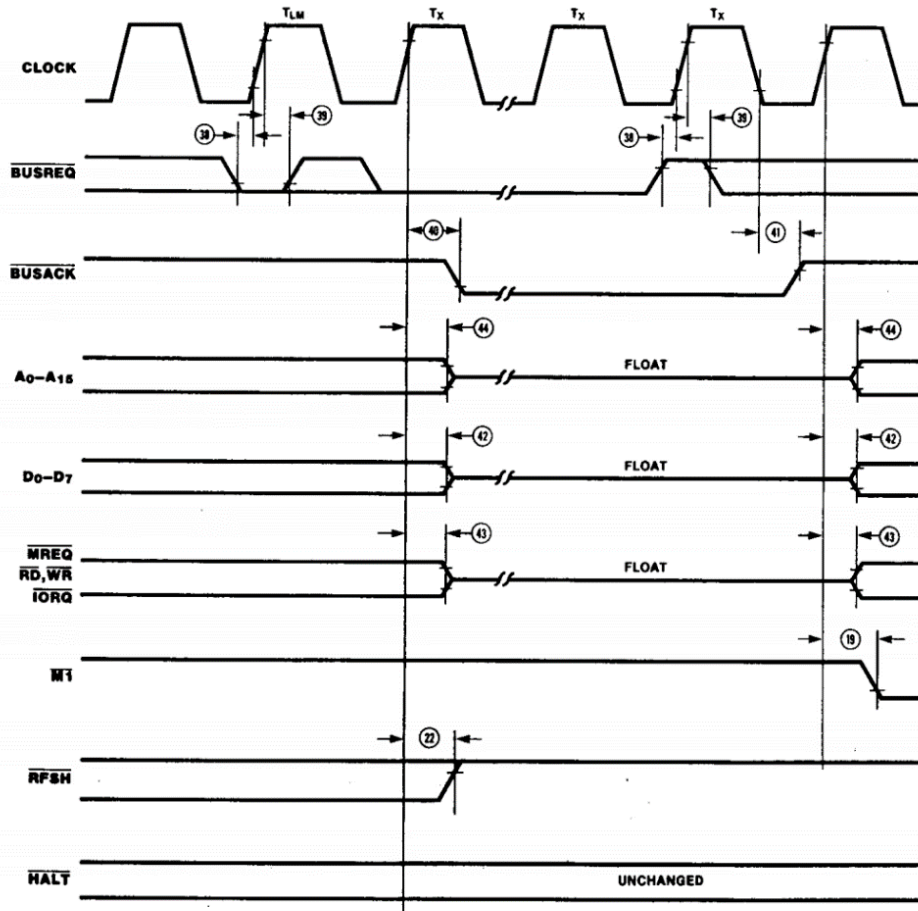 TLM TX TX TX
CLOCK
38 39 38 39
BUSREQ
40 41
BUSACK
44 44
A0–A15 FLOAT
42 42
D0–D7 FLOAT
43 43
MREQ
RD, WR FLOAT
IORQ
19
M1
22
RFSH
HALT UNCHANGED